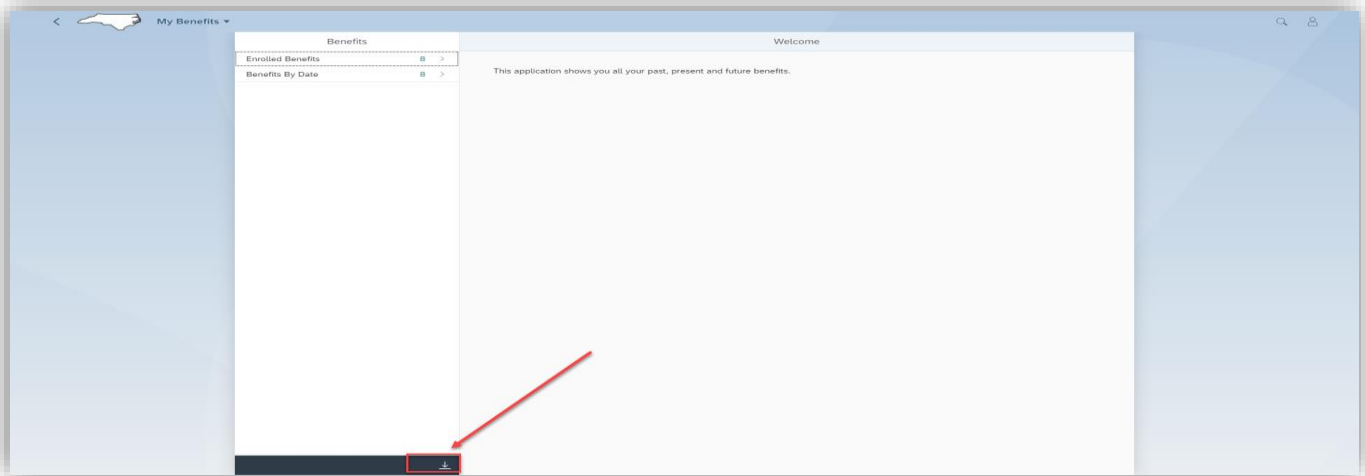 My Benefits
Benefits
Welcome
Enrolled Benefits 8
Benefits By Date 8
This application shows you all your past, present and future benefits.